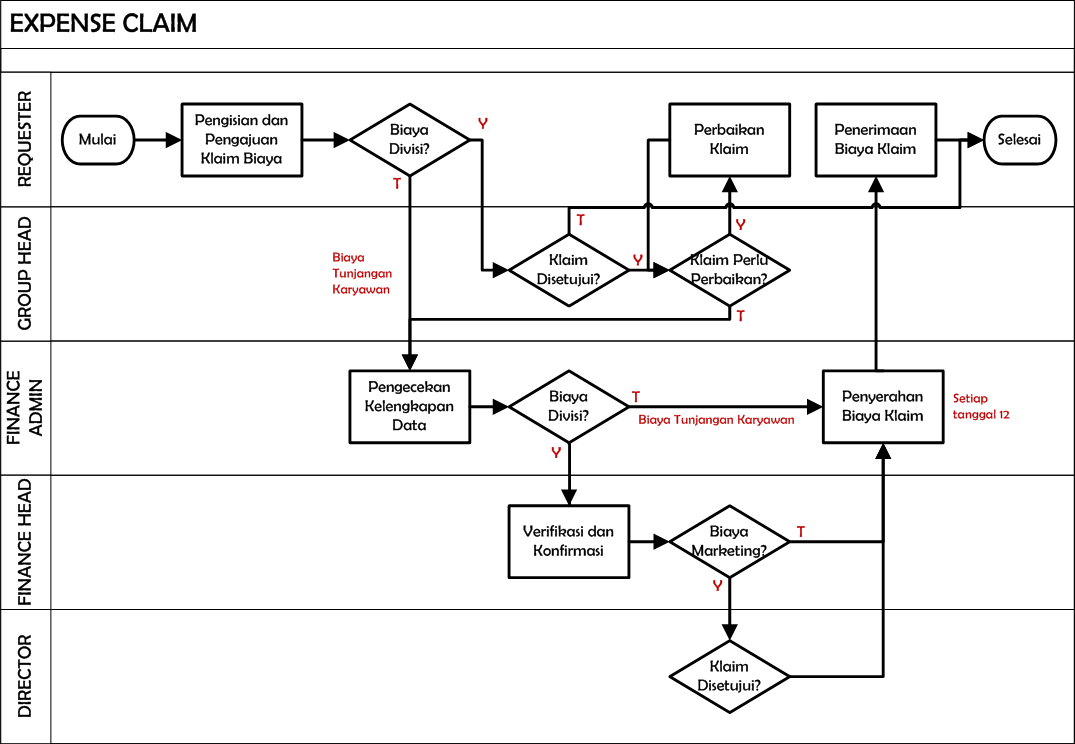 EXPENSE CLAIM
REQUESTER
Mulai
Pengisian dan
Pengajuan
Klaim Biaya
Biaya
Divisi?
Y
T
Perbaikan
Klaim
Penerimaan
Biaya Klaim
Selesai
GROUP HEAD
Biaya
Tunjangan
Karyawan
Klaim
Disetujui?
T
Y
Klaim Perlu
Perbaikan?
Y
T
FINANCE
ADMIN
Pengecekan
Kelengkapan
Data
Biaya
Divisi?
T
Biaya Tunjangan Karyawan
Y
Penyerahan
Biaya Klaim
Setiap
tanggal 12
FINANCE HEAD
Verifikasi dan
Konfirmasi
Biaya
Marketing?
T
Y
DIRECTOR
Klaim
Disetujui?